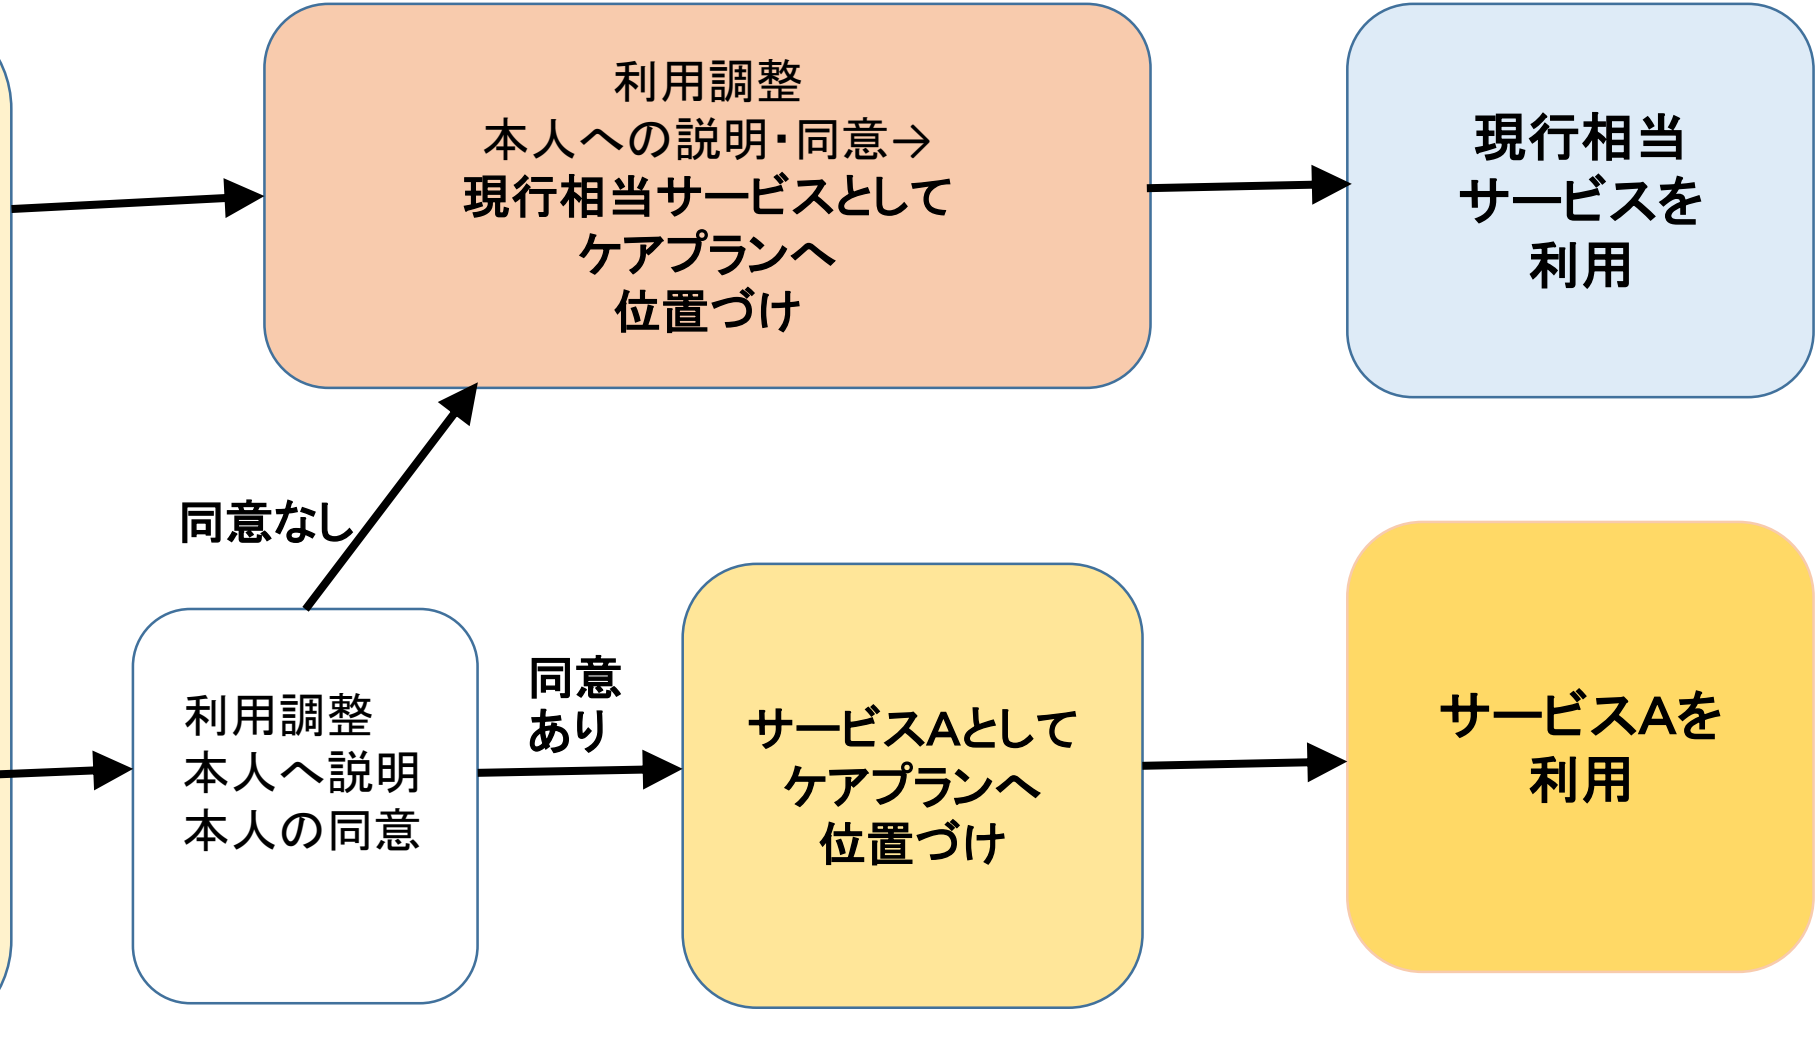 利用調整
本人への説明・同意→
現行相当サービスとして
ケアプランへ
位置づけ
現行相当
サービスを
利用
同意なし
利用調整
本人へ説明
本人の同意
同意
あり
サービスAとして
ケアプランへ
位置づけ
サービスAを
利用